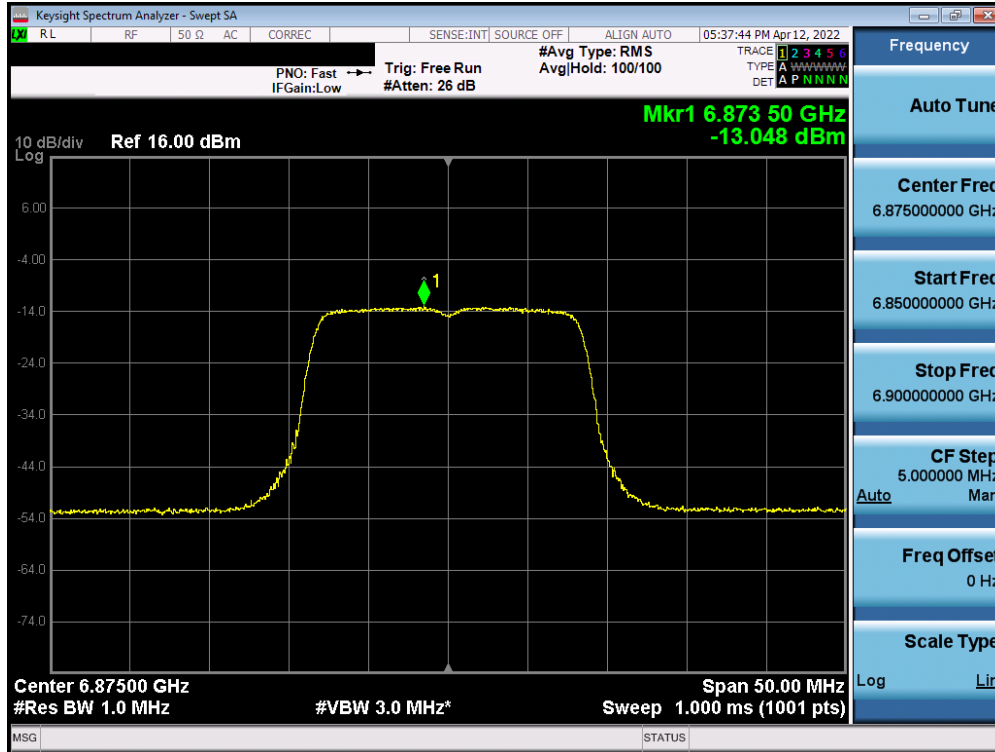 Keysight Spectrum Analyzer - Swept SA
LXI RL RF 50 Ω AC CORREC SENSE:INT SOURCE OFF ALIGN AUTO 05:37:44 PM Apr 12, 2022
#Avg Type: RMS TRACE 1 2 3 4 5 6
PNO: Fast Trig: Free Run Avg|Hold: 100/100 TYPE A WWWWW
IFGain:Low #Atten: 26 dB DET A P N N N N
Mkr1 6.873 50 GHz
-13.048 dBm
10 dB/div Ref 16.00 dBm
Log
6.00
-4.00
1
-14.0
-24.0
-34.0
-44.0
-54.0
-64.0
-74.0
Center 6.87500 GHz Span 50.00 MHz
#Res BW 1.0 MHz #VBW 3.0 MHz* Sweep 1.000 ms (1001 pts)
MSG STATUS
Frequency
Auto Tune
Center Freq
6.875000000 GHz
Start Freq
6.850000000 GHz
Stop Freq
6.900000000 GHz
CF Step
5.000000 MHz
Auto Man
Freq Offset
0 Hz
Scale Type
Log Lin